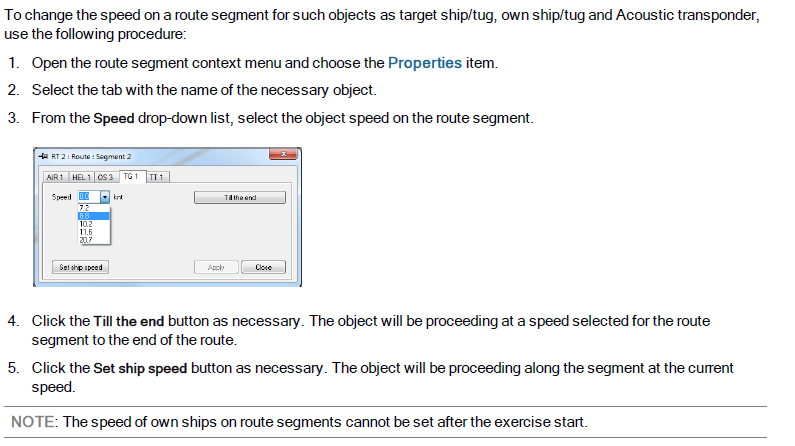 To change the speed on a route segment for such objects as target ship/tug, own ship/tug and Acoustic transponder,
use the following procedure:
1. Open the route segment context menu and choose the Properties item.
2. Select the tab with the name of the necessary object.
3. From the Speed drop-down list, select the object speed on the route segment.
RT 2 : Route : Segment 2
AIR 1 HEL 1 OS 3 TG 1 TT 1
Speed knt Till the end
7.2
8.8
10.2
11.6
20.7
Set ship speed Apply Close
4. Click the Till the end button as necessary. The object will be proceeding at a speed selected for the route
segment to the end of the route.
5. Click the Set ship speed button as necessary. The object will be proceeding along the segment at the current
speed.
NOTE: The speed of own ships on route segments cannot be set after the exercise start.